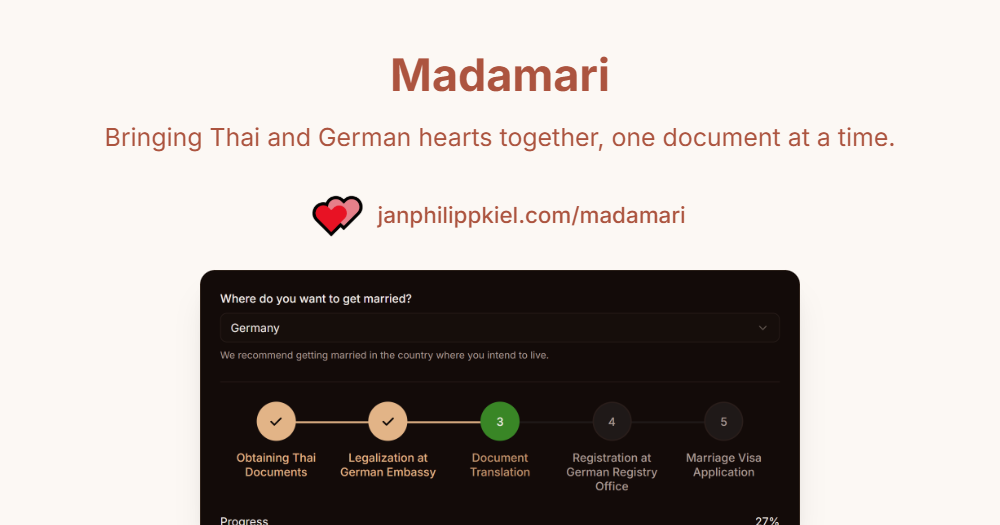 Madamari
Bringing Thai and German hearts together, one document at a time.
janphilippkiel.com/madamari
Where do you want to get married?
Germany
We recommend getting married in the country where you intend to live.
3
4
5
Obtaining Thai
Documents
Legalization at
German Embassy
Document
Translation
Registration at
German Registry
Office
Marriage Visa
Application
Progress
27%